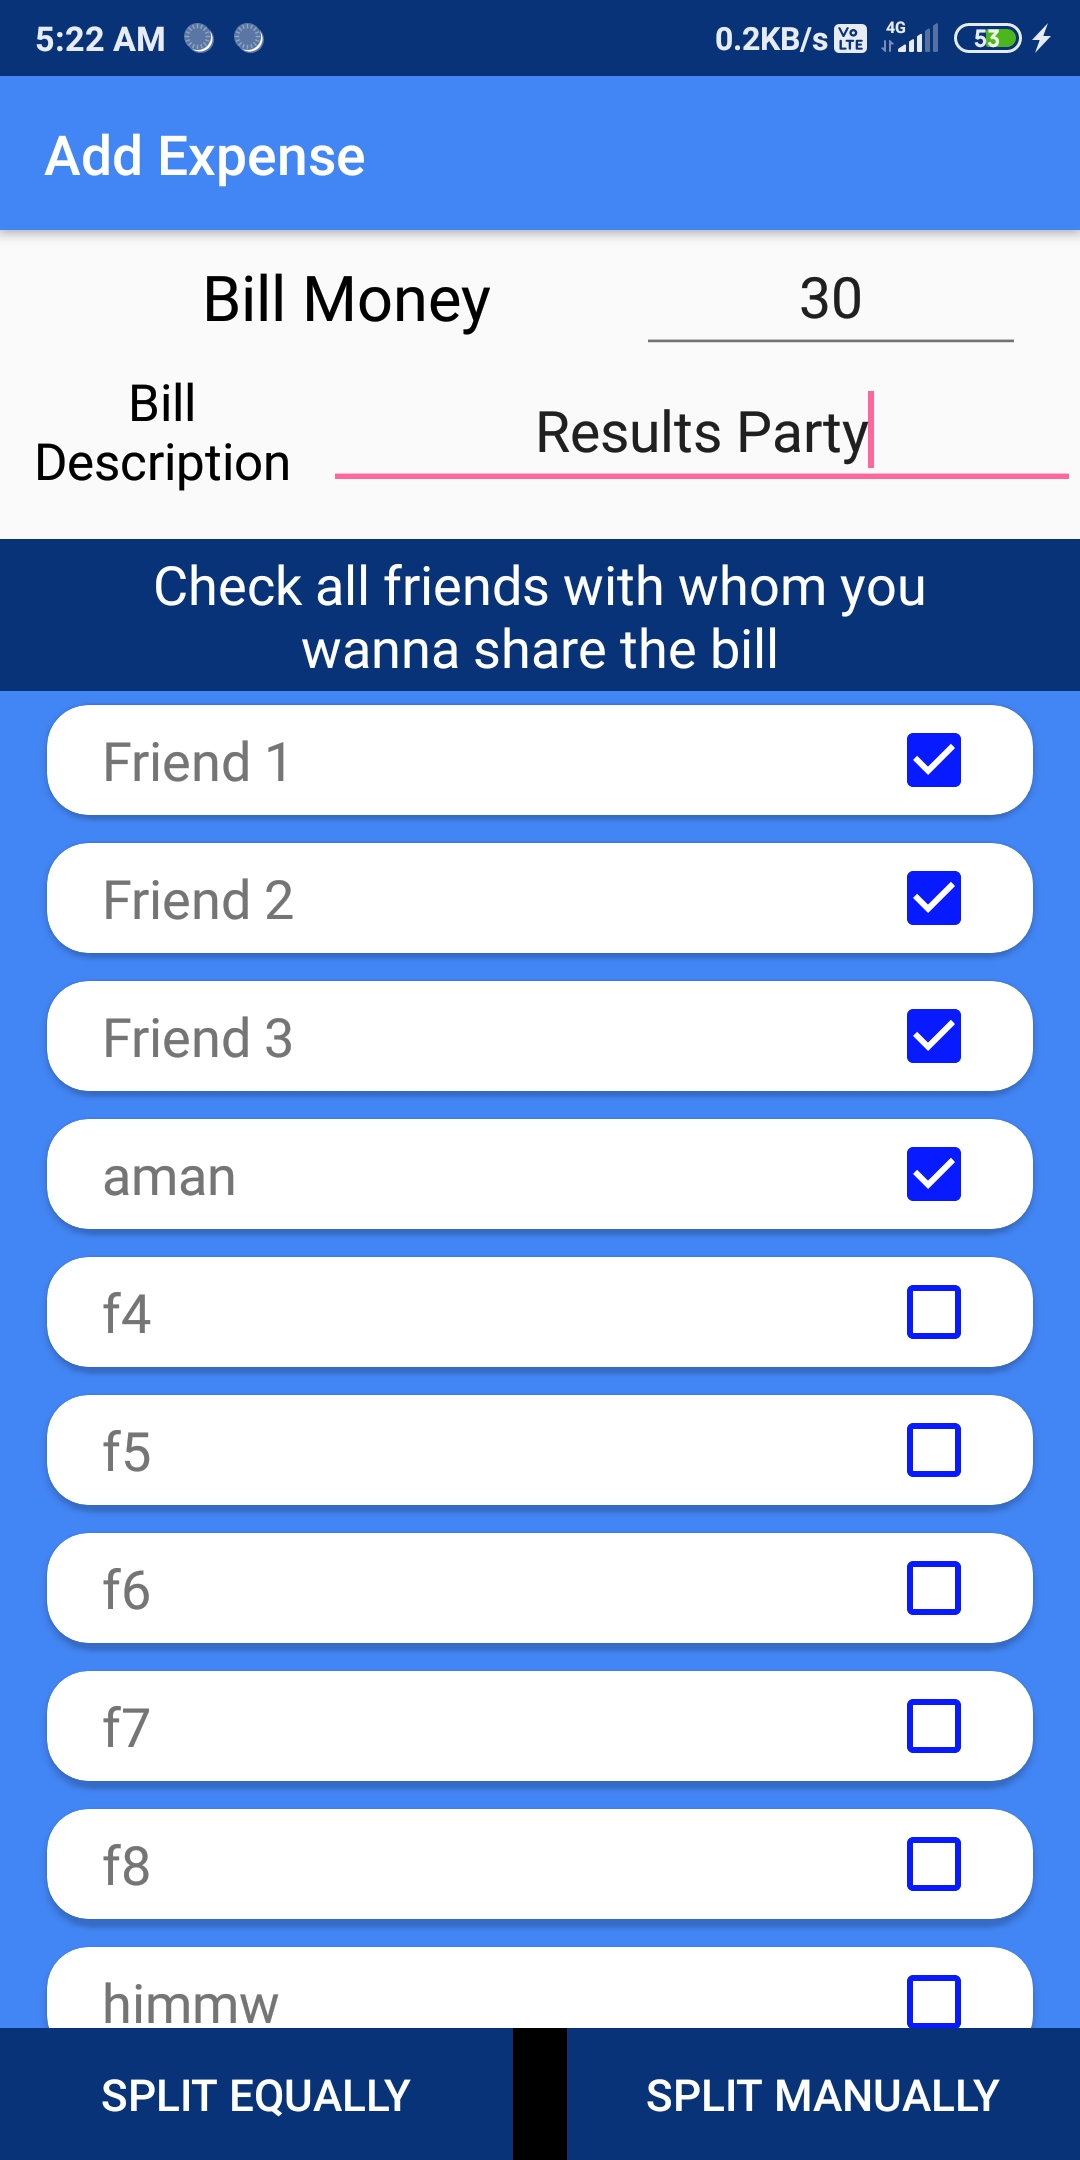 5:22 AM 0.2KB/s Vo LTE 4G 53
Add Expense
Bill Money 30
Bill
Description
Results Party
Check all friends with whom you
wanna share the bill
Friend 1
Friend 2
Friend 3
aman
f4
f5
f6
f7
f8
himmw
SPLIT EQUALLY SPLIT MANUALLY